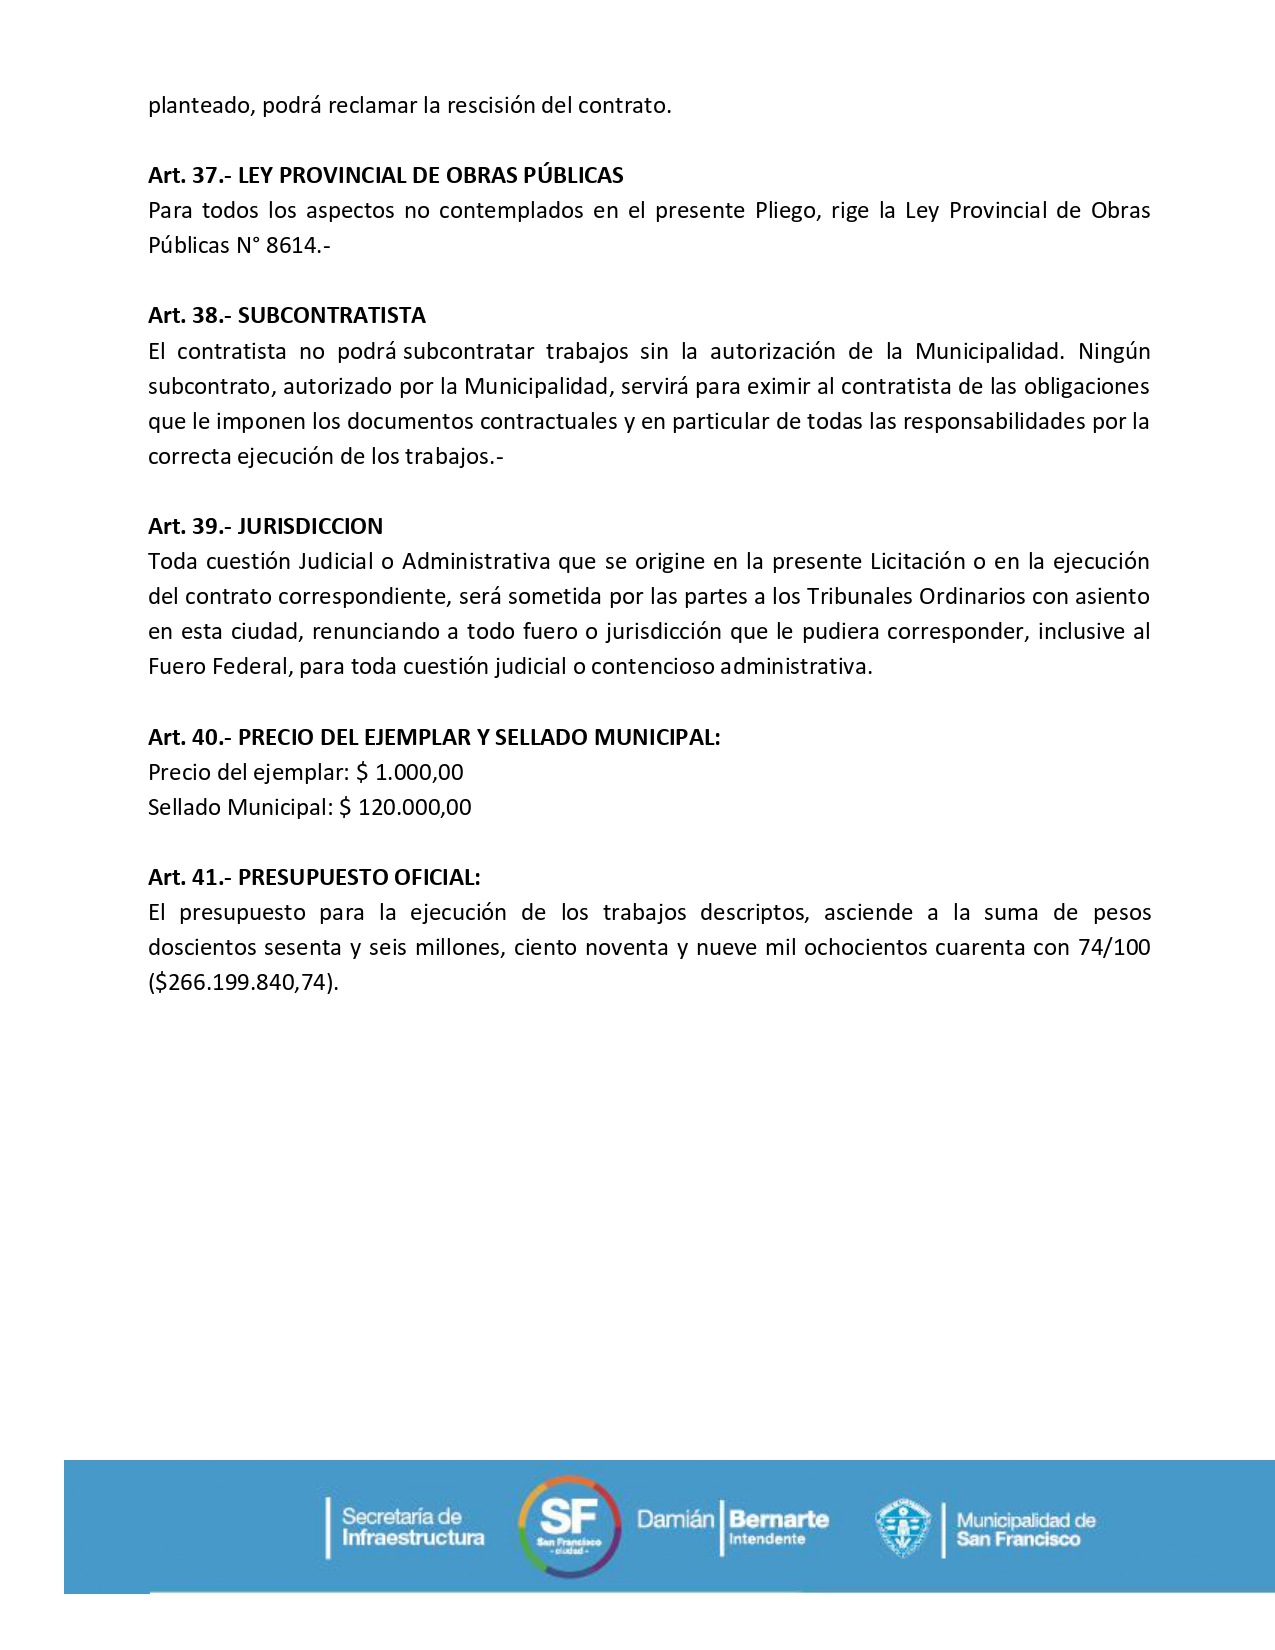 planteado, podrá reclamar la rescisión del contrato.
Art. 37.- LEY PROVINCIAL DE OBRAS PÚBLICAS
Para todos los aspectos no contemplados en el presente Pliego, rige la Ley Provincial de Obras
Públicas N° 8614.-
Art. 38.- SUBCONTRATISTA
El contratista no podrá subcontratar trabajos sin la autorización de la Municipalidad. Ningún
subcontrato, autorizado por la Municipalidad, servirá para eximir al contratista de las obligaciones
que le imponen los documentos contractuales y en particular de todas las responsabilidades por la
correcta ejecución de los trabajos.-
Art. 39.- JURISDICCION
Toda cuestión Judicial o Administrativa que se origine en la presente Licitación o en la ejecución
del contrato correspondiente, será sometida por las partes a los Tribunales Ordinarios con asiento
en esta ciudad, renunciando a todo fuero o jurisdicción que le pudiera corresponder, inclusive al
Fuero Federal, para toda cuestión judicial o contencioso administrativa.
Art. 40.- PRECIO DEL EJEMPLAR Y SELLADO MUNICIPAL:
Precio del ejemplar: $ 1.000,00
Sellado Municipal: $ 120.000,00
Art. 41.- PRESUPUESTO OFICIAL:
El presupuesto para la ejecución de los trabajos descriptos, asciende a la suma de pesos
doscientos sesenta y seis millones, ciento noventa y nueve mil ochocientos cuarenta con 74/100
($266.199.840,74).
Secretaría de
Infraestructura
SF
San Francisco
- ciudad -
Damián Bernarte
Intendente
Municipalidad de
San Francisco